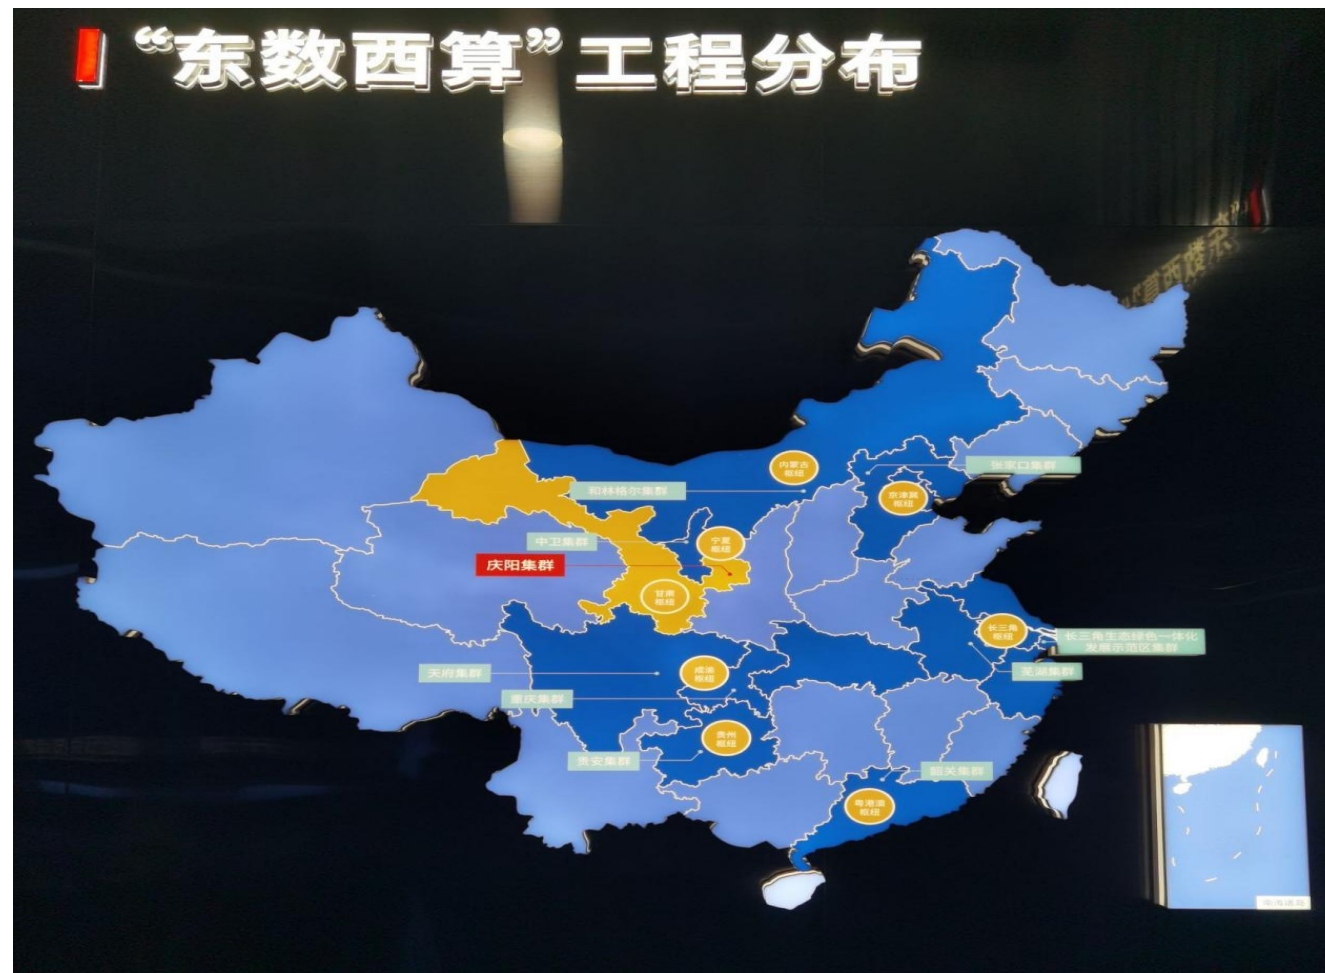 “东数西算”工程分布
内蒙古
枢纽
张家口集群
京津冀
枢纽
和林格尔集群
中卫集群
宁夏
枢纽
庆阳集群
甘肃
枢纽
长三角
枢纽
长三角生态绿色一体化
发展示范区集群
芜湖集群
天府集群
成渝
枢纽
重庆集群
贵州
枢纽
贵安集群
韶关集群
粤港澳
枢纽
南海诸岛